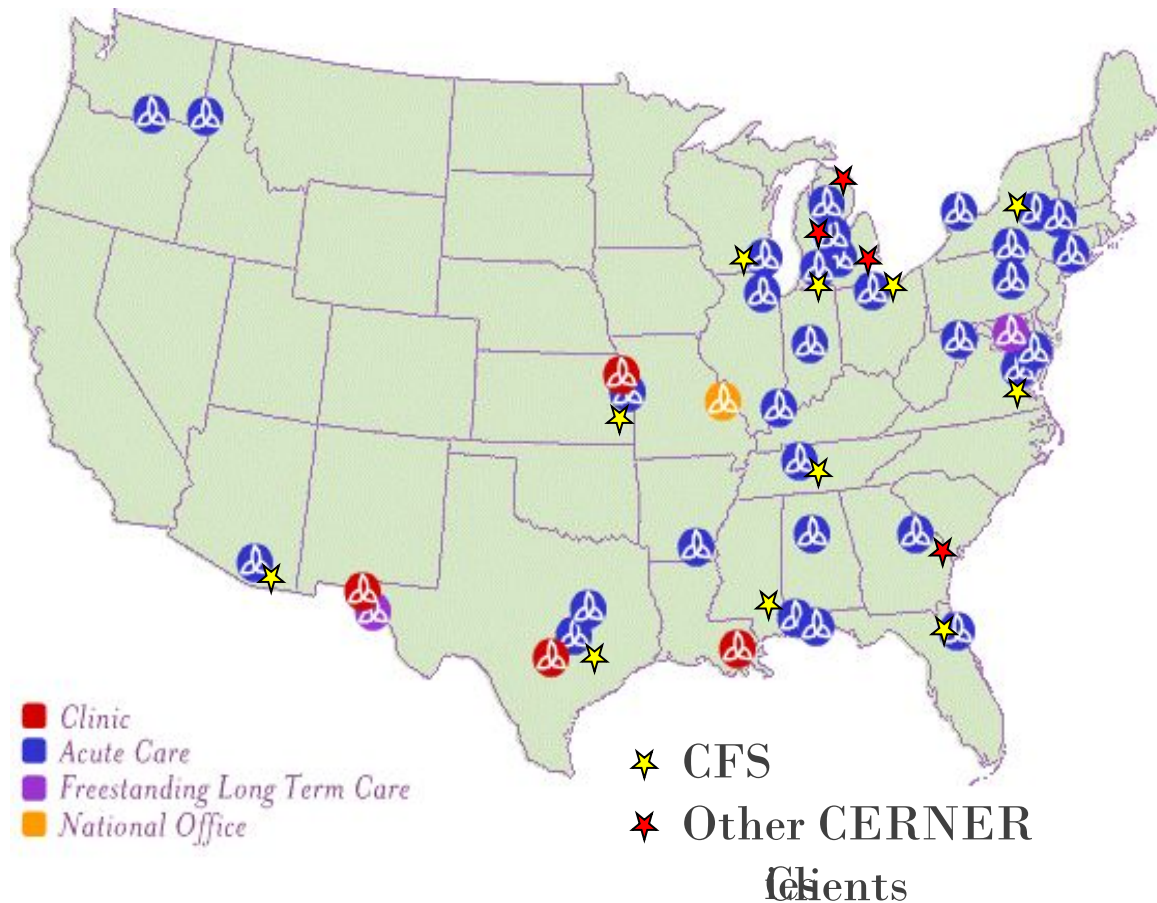 Clinic
Acute Care
Freestanding Long Term Care
National Office
CFS
Other CERNER
Clients